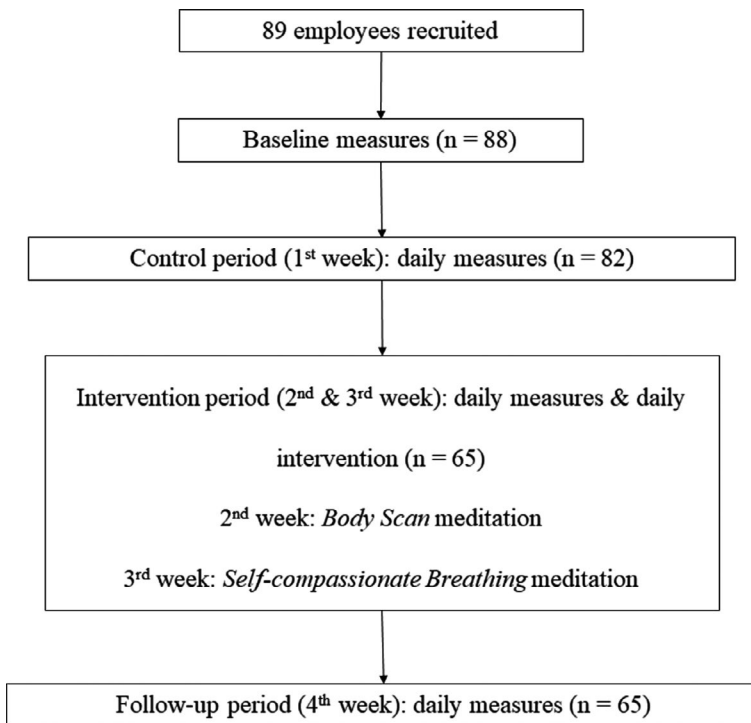 89 employees recruited
Baseline measures (n = 88)
Control period (1st week): daily measures (n = 82)
Intervention period (2nd & 3rd week): daily measures & daily
intervention (n = 65)
2nd week: Body Scan meditation
3rd week: Self-compassionate Breathing meditation
Follow-up period (4th week): daily measures (n = 65)